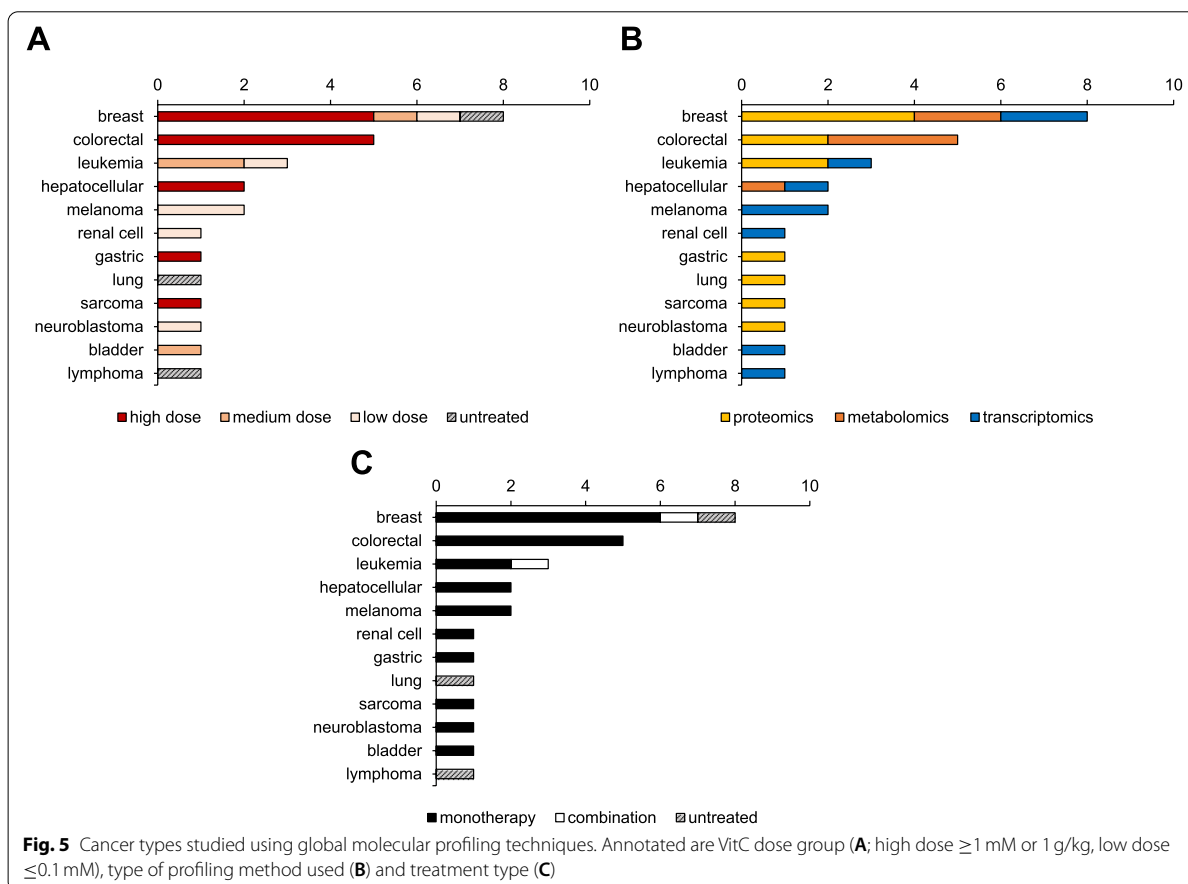 A
0 2 4 6 8 10
breast
colorectal
leukemia
hepatocellular
melanoma
renal cell
gastric
lung
sarcoma
neuroblastoma
bladder
lymphoma
high dose medium dose low dose untreated
B
0 2 4 6 8 10
breast
colorectal
leukemia
hepatocellular
melanoma
renal cell
gastric
lung
sarcoma
neuroblastoma
bladder
lymphoma
proteomics metabolomics transcriptomics
C
0 2 4 6 8 10
breast
colorectal
leukemia
hepatocellular
melanoma
renal cell
gastric
lung
sarcoma
neuroblastoma
bladder
lymphoma
monotherapy combination untreated
Fig. 5 Cancer types studied using global molecular profiling techniques. Annotated are VitC dose group (A; high dose ≥1 mM or 1 g/kg, low dose
≤0.1 mM), type of profiling method used (B) and treatment type (C)